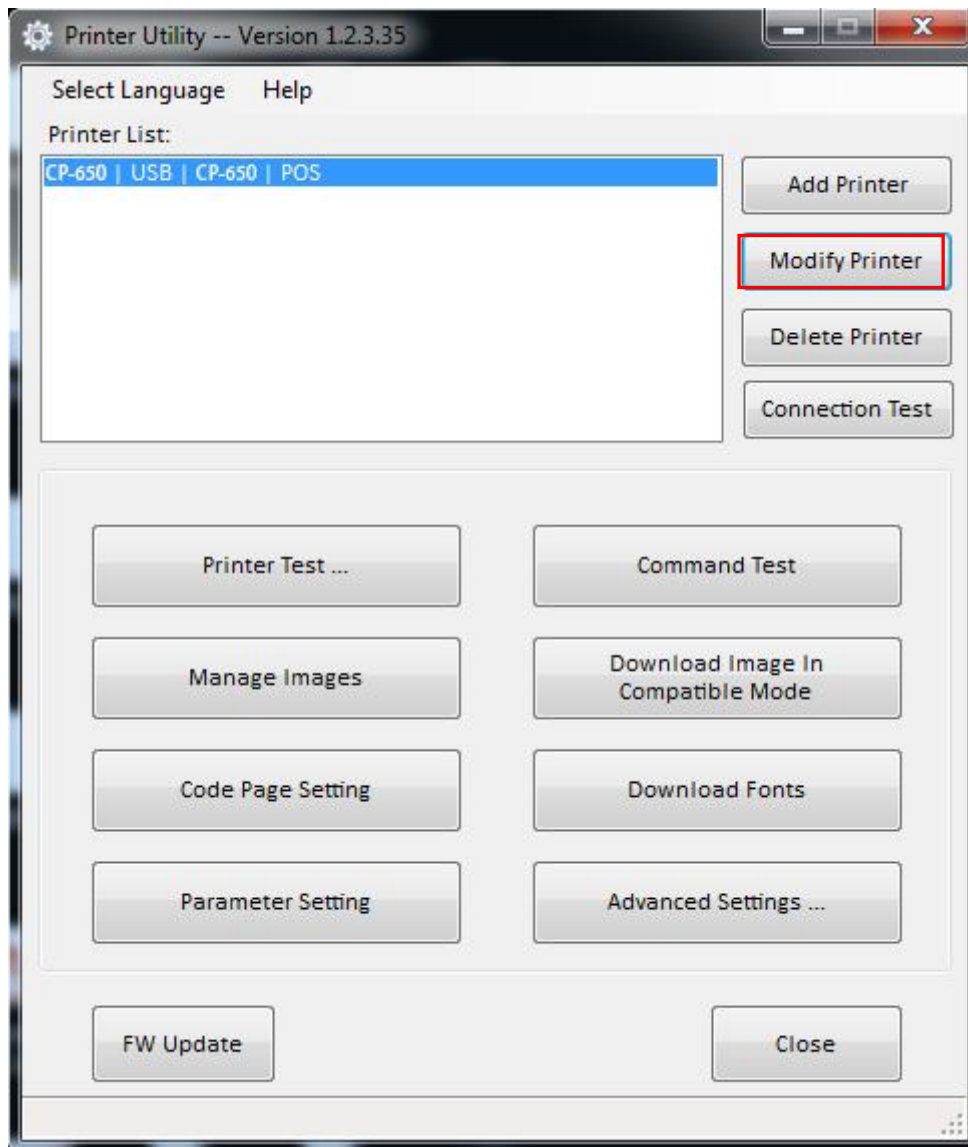 Printer Utility -- Version 1.2.3.35
Select Language Help
Printer List:
CP-650 | USB | CP-650 | POS
Add Printer
Modify Printer
Delete Printer
Connection Test
Printer Test ...
Command Test
Manage Images
Download Image In
Compatible Mode
Code Page Setting
Download Fonts
Parameter Setting
Advanced Settings ...
FW Update
Close